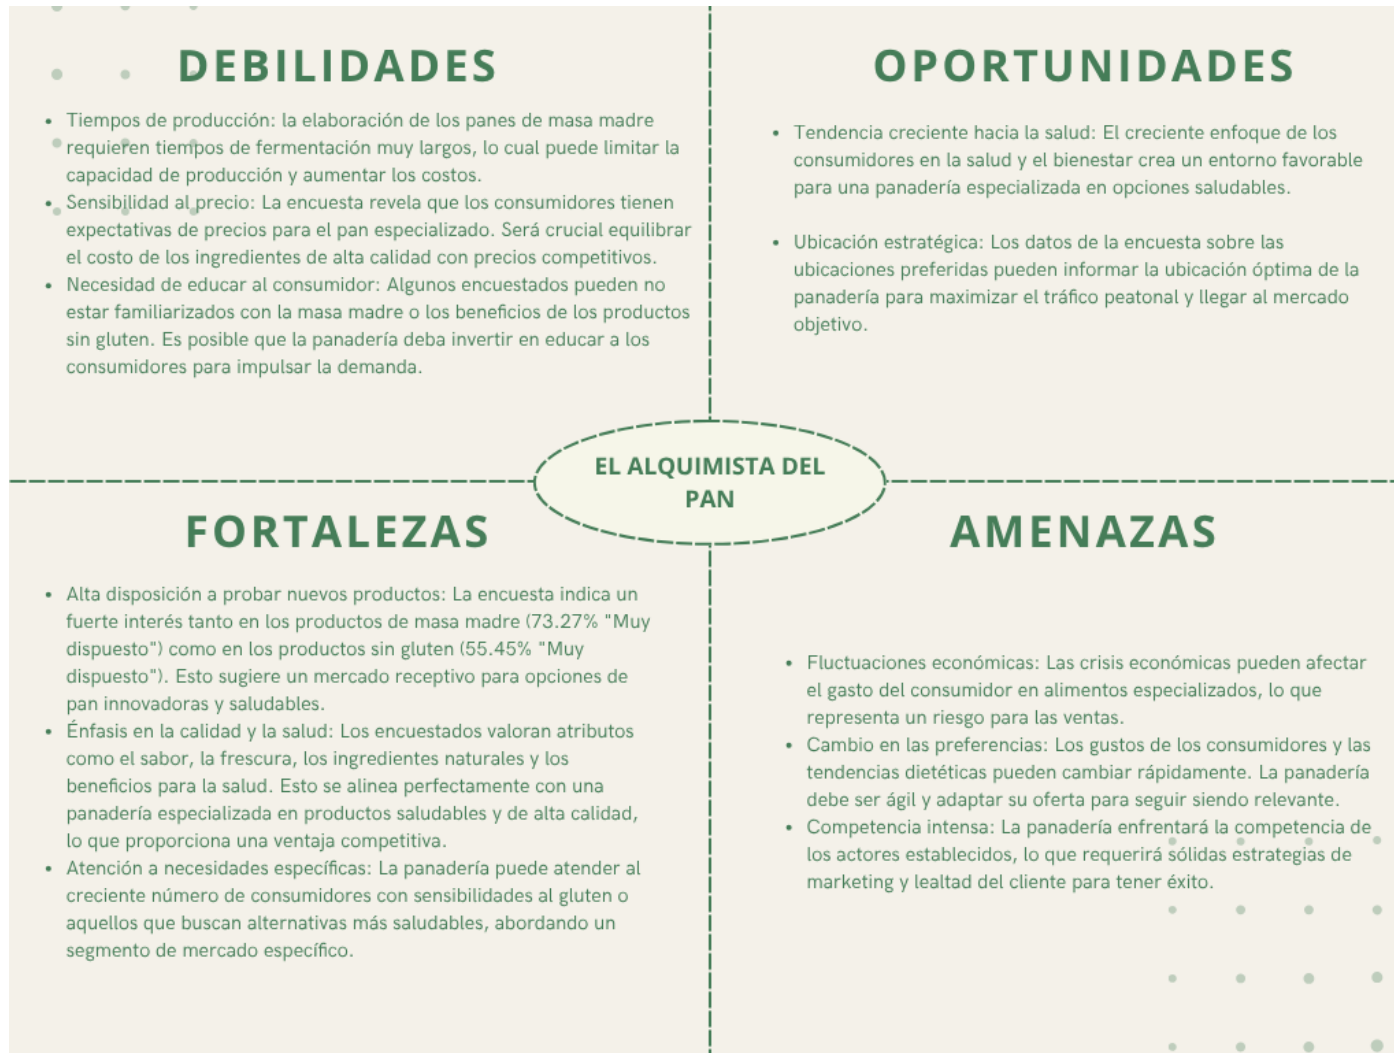 DEBILIDADES
• Tiempos de producción: la elaboración de los panes de masa madre
requieren tiempos de fermentación muy largos, lo cual puede limitar la
capacidad de producción y aumentar los costos.
• Sensibilidad al precio: La encuesta revela que los consumidores tienen
expectativas de precios para el pan especializado. Será crucial equilibrar
el costo de los ingredientes de alta calidad con precios competitivos.
• Necesidad de educar al consumidor: Algunos encuestados pueden no
estar familiarizados con la masa madre o los beneficios de los productos
sin gluten. Es posible que la panadería deba invertir en educar a los
consumidores para impulsar la demanda.
OPORTUNIDADES
• Tendencia creciente hacia la salud: El creciente enfoque de los
consumidores en la salud y el bienestar crea un entorno favorable
para una panadería especializada en opciones saludables.
• Ubicación estratégica: Los datos de la encuesta sobre las
ubicaciones preferidas pueden informar la ubicación óptima de la
panadería para maximizar el tráfico peatonal y llegar al mercado
objetivo.
EL ALQUIMISTA DEL
PAN
FORTALEZAS
• Alta disposición a probar nuevos productos: La encuesta indica un
fuerte interés tanto en los productos de masa madre (73.27% "Muy
dispuesto") como en los productos sin gluten (55.45% "Muy
dispuesto"). Esto sugiere un mercado receptivo para opciones de
pan innovadoras y saludables.
• Énfasis en la calidad y la salud: Los encuestados valoran atributos
como el sabor, la frescura, los ingredientes naturales y los
beneficios para la salud. Esto se alinea perfectamente con una
panadería especializada en productos saludables y de alta calidad,
lo que proporciona una ventaja competitiva.
• Atención a necesidades específicas: La panadería puede atender al
creciente número de consumidores con sensibilidades al gluten o
aquellos que buscan alternativas más saludables, abordando un
segmento de mercado específico.
AMENAZAS
• Fluctuaciones económicas: Las crisis económicas pueden afectar
el gasto del consumidor en alimentos especializados, lo que
representa un riesgo para las ventas.
• Cambio en las preferencias: Los gustos de los consumidores y las
tendencias dietéticas pueden cambiar rápidamente. La panadería
debe ser ágil y adaptar su oferta para seguir siendo relevante.
• Competencia intensa: La panadería enfrentará la competencia de
los actores establecidos, lo que requerirá sólidas estrategias de
marketing y lealtad del cliente para tener éxito.